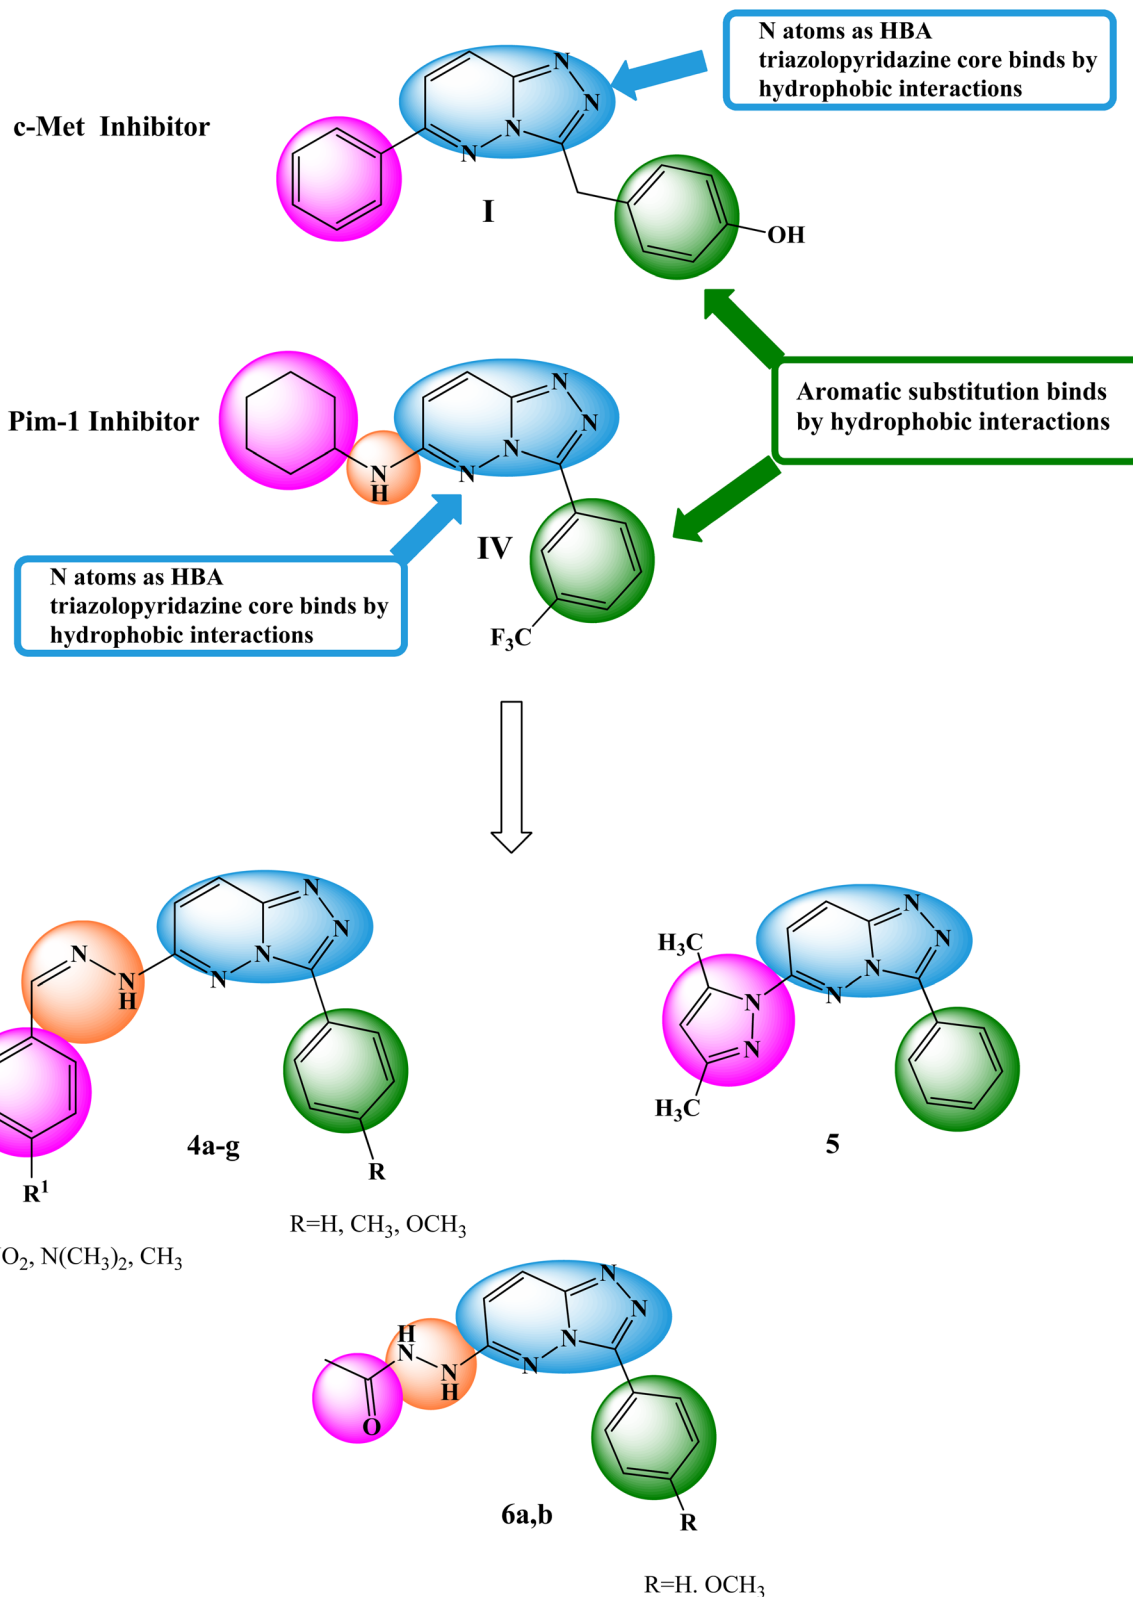 N atoms as HBA
triazolopyridazine core binds by
hydrophobic interactions
N
N
N
N
c-Met Inhibitor
I
OH
Aromatic substitution binds
by hydrophobic interactions
Pim-1 Inhibitor
N
N
N
N
N
H
IV
N atoms as HBA
triazolopyridazine core binds by
hydrophobic interactions
F₃C
N
N
N
N
N
N
H
4a-g
R
R¹
R=H, CH₃, OCH₃
O₂, N(CH₃)₂, CH₃
H₃C
N
N
N
N
N
N
H₃C
5
H
N
N
H
N
N
N
N
O
6a,b
R
R=H. OCH₃